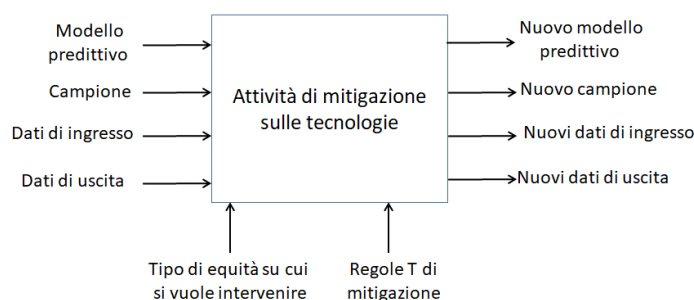 Modello
predittivo
Campione
Dati di ingresso
Dati di uscita
Attività di mitigazione
sulle tecnologie
Nuovo modello
predittivo
Nuovo campione
Nuovi dati di ingresso
Nuovi dati di uscita
Tipo di equità su cui
si vuole intervenire
Regole T di
mitigazione